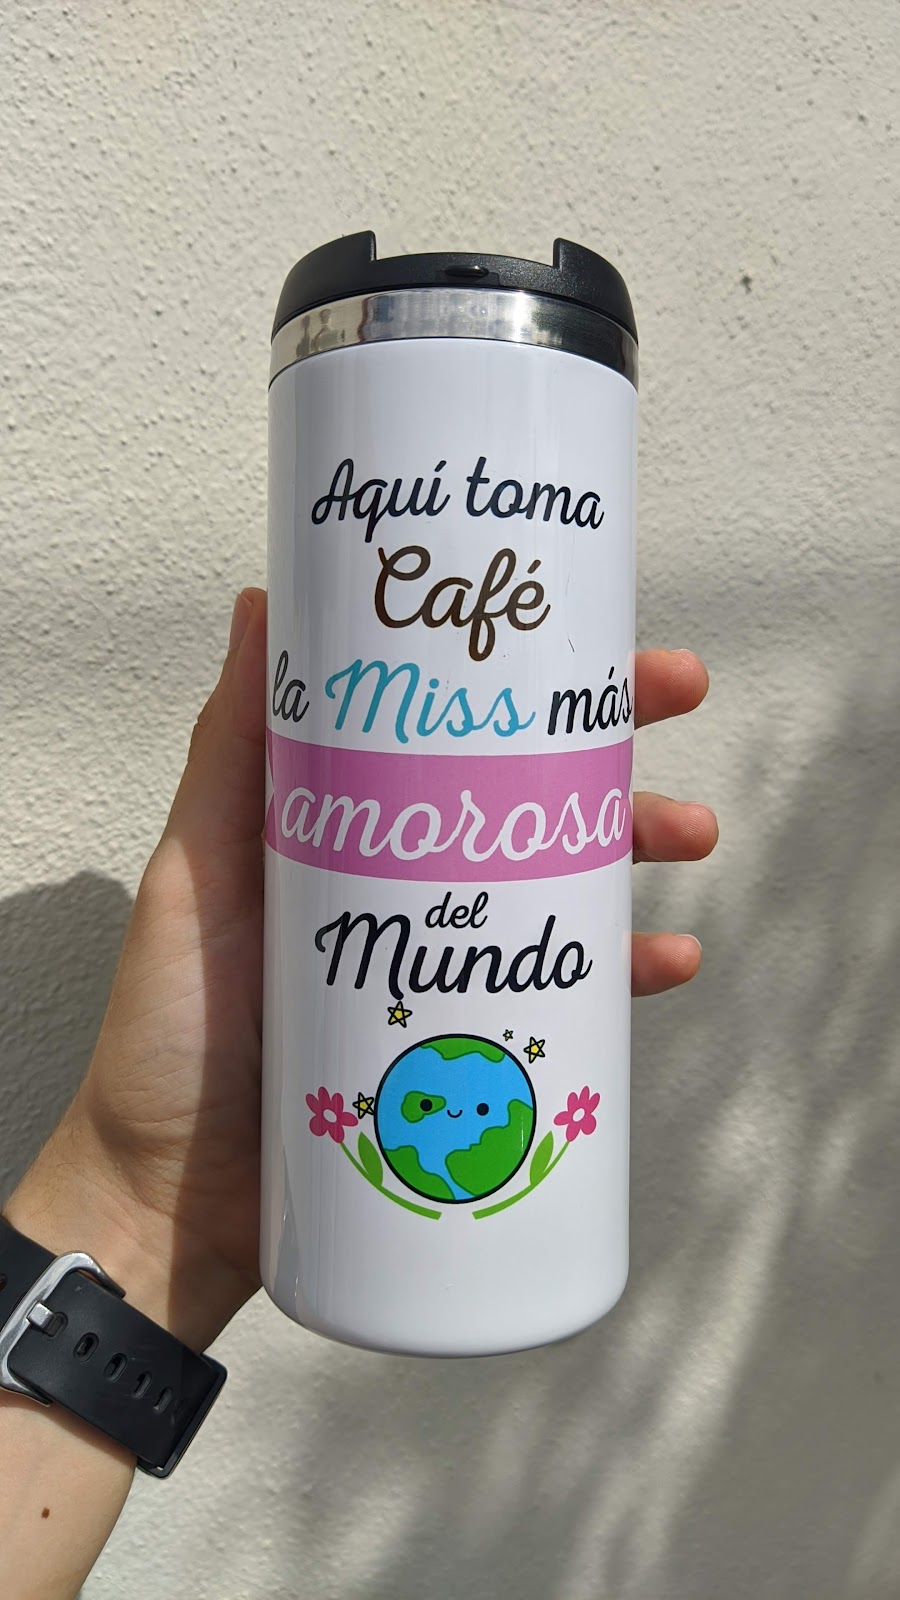 Aquí toma
Café
la Miss más
amorosa
del
Mundo